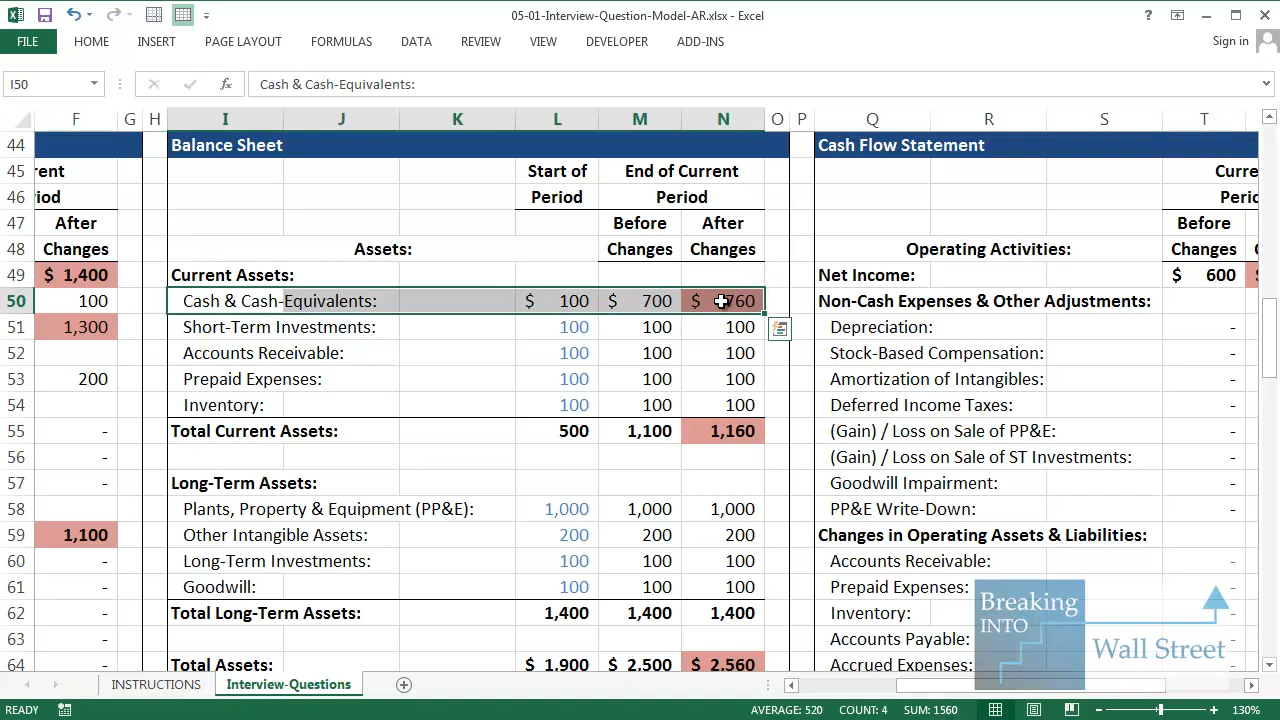 05-01-Interview-Question-Model-AR.xlsx - Excel
FILE HOME INSERT PAGE LAYOUT FORMULAS DATA REVIEW VIEW DEVELOPER ADD-INS Sign in
I50 Cash & Cash-Equivalents:
F G H I J K L M N O P Q R S T
44 Balance Sheet Cash Flow Statement
45 Start of End of Current
46 Period Period
47 After Before After Before
48 Changes Assets: Changes Changes Operating Activities: Changes
49 $ 1,400 Current Assets: Net Income: $ 600
50 100 Cash & Cash-Equivalents: $ 100 $ 700 $ 760 Non-Cash Expenses & Other Adjustments:
51 1,300 Short-Term Investments: 100 100 100 Depreciation: -
52 Accounts Receivable: 100 100 100 Stock-Based Compensation: -
53 200 Prepaid Expenses: 100 100 100 Amortization of Intangibles: -
54 - Inventory: 100 100 100 Deferred Income Taxes: -
55 - Total Current Assets: 500 1,100 1,160 (Gain) / Loss on Sale of PP&E: -
56 - (Gain) / Loss on Sale of ST Investments: -
57 - Long-Term Assets: Goodwill Impairment: -
58 Plants, Property & Equipment (PP&E): 1,000 1,000 1,000 PP&E Write-Down: -
59 1,100 Other Intangible Assets: 200 200 200 Changes in Operating Assets & Liabilities:
60 - Long-Term Investments: 100 100 100 Accounts Receivable: -
61 - Goodwill: 100 100 100 Prepaid Expenses: -
62 - Total Long-Term Assets: 1,400 1,400 1,400 Inventory: -
63 - Accounts Payable: -
64 - Total Assets: $ 1,900 $ 2,500 $ 2,560 Accrued Expenses: -
Breaking
INTO
Wall Street
INSTRUCTIONS Interview-Questions
READY AVERAGE: 520 COUNT: 4 SUM: 1560 130%